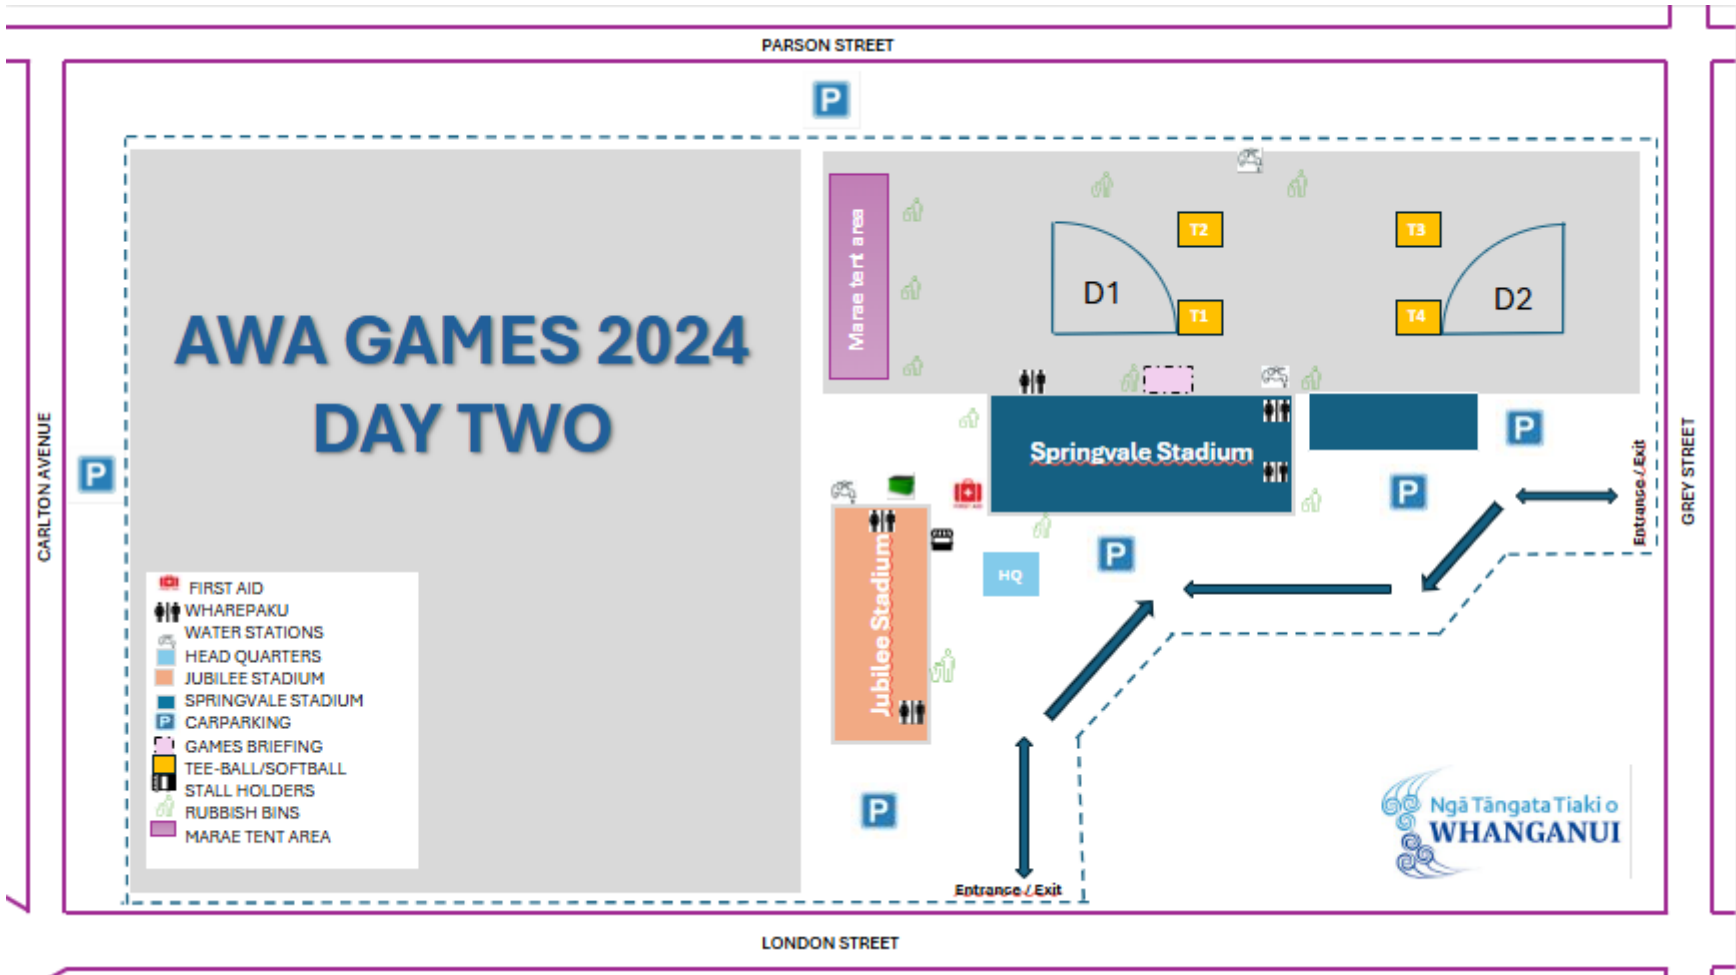 PARSON STREET
P
AWA GAMES 2024
DAY TWO
CARLTON AVENUE
P
Marae tent area
T2
T3
D1
D2
T1
T4
Springvale Stadium
P
P
Entrance / Exit
GREY STREET
FIRST AID
Jubilee Stadium
HQ
P
FIRST AID
WHAREPAKU
WATER STATIONS
HEAD QUARTERS
JUBILEE STADIUM
SPRINGVALE STADIUM
P CARPARKING
GAMES BRIEFING
TEE-BALL/SOFTBALL
STALL HOLDERS
RUBBISH BINS
MARAE TENT AREA
P
Entrance / Exit
Ngā Tāngata Tiaki o
WHANGANUI
LONDON STREET